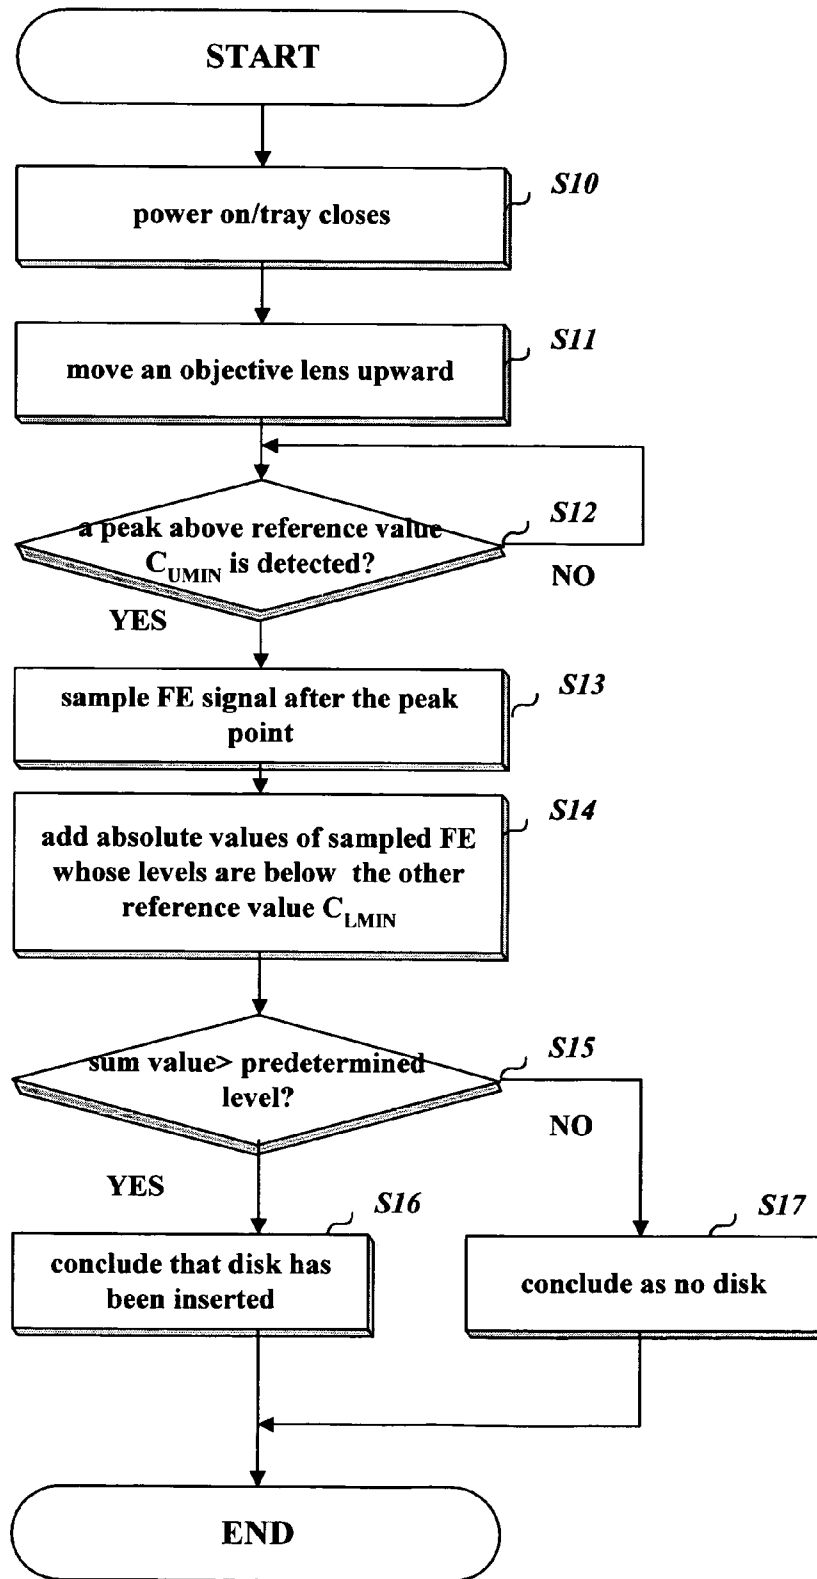 START
S10
power on/tray closes
S11
move an objective lens upward
S12
a peak above reference value
CUMIN is detected?
NO
YES
S13
sample FE signal after the peak
point
S14
add absolute values of sampled FE
whose levels are below the other
reference value CLMIN
S15
sum value> predetermined
level?
NO
YES
S16
S17
conclude that disk has
been inserted
conclude as no disk
END